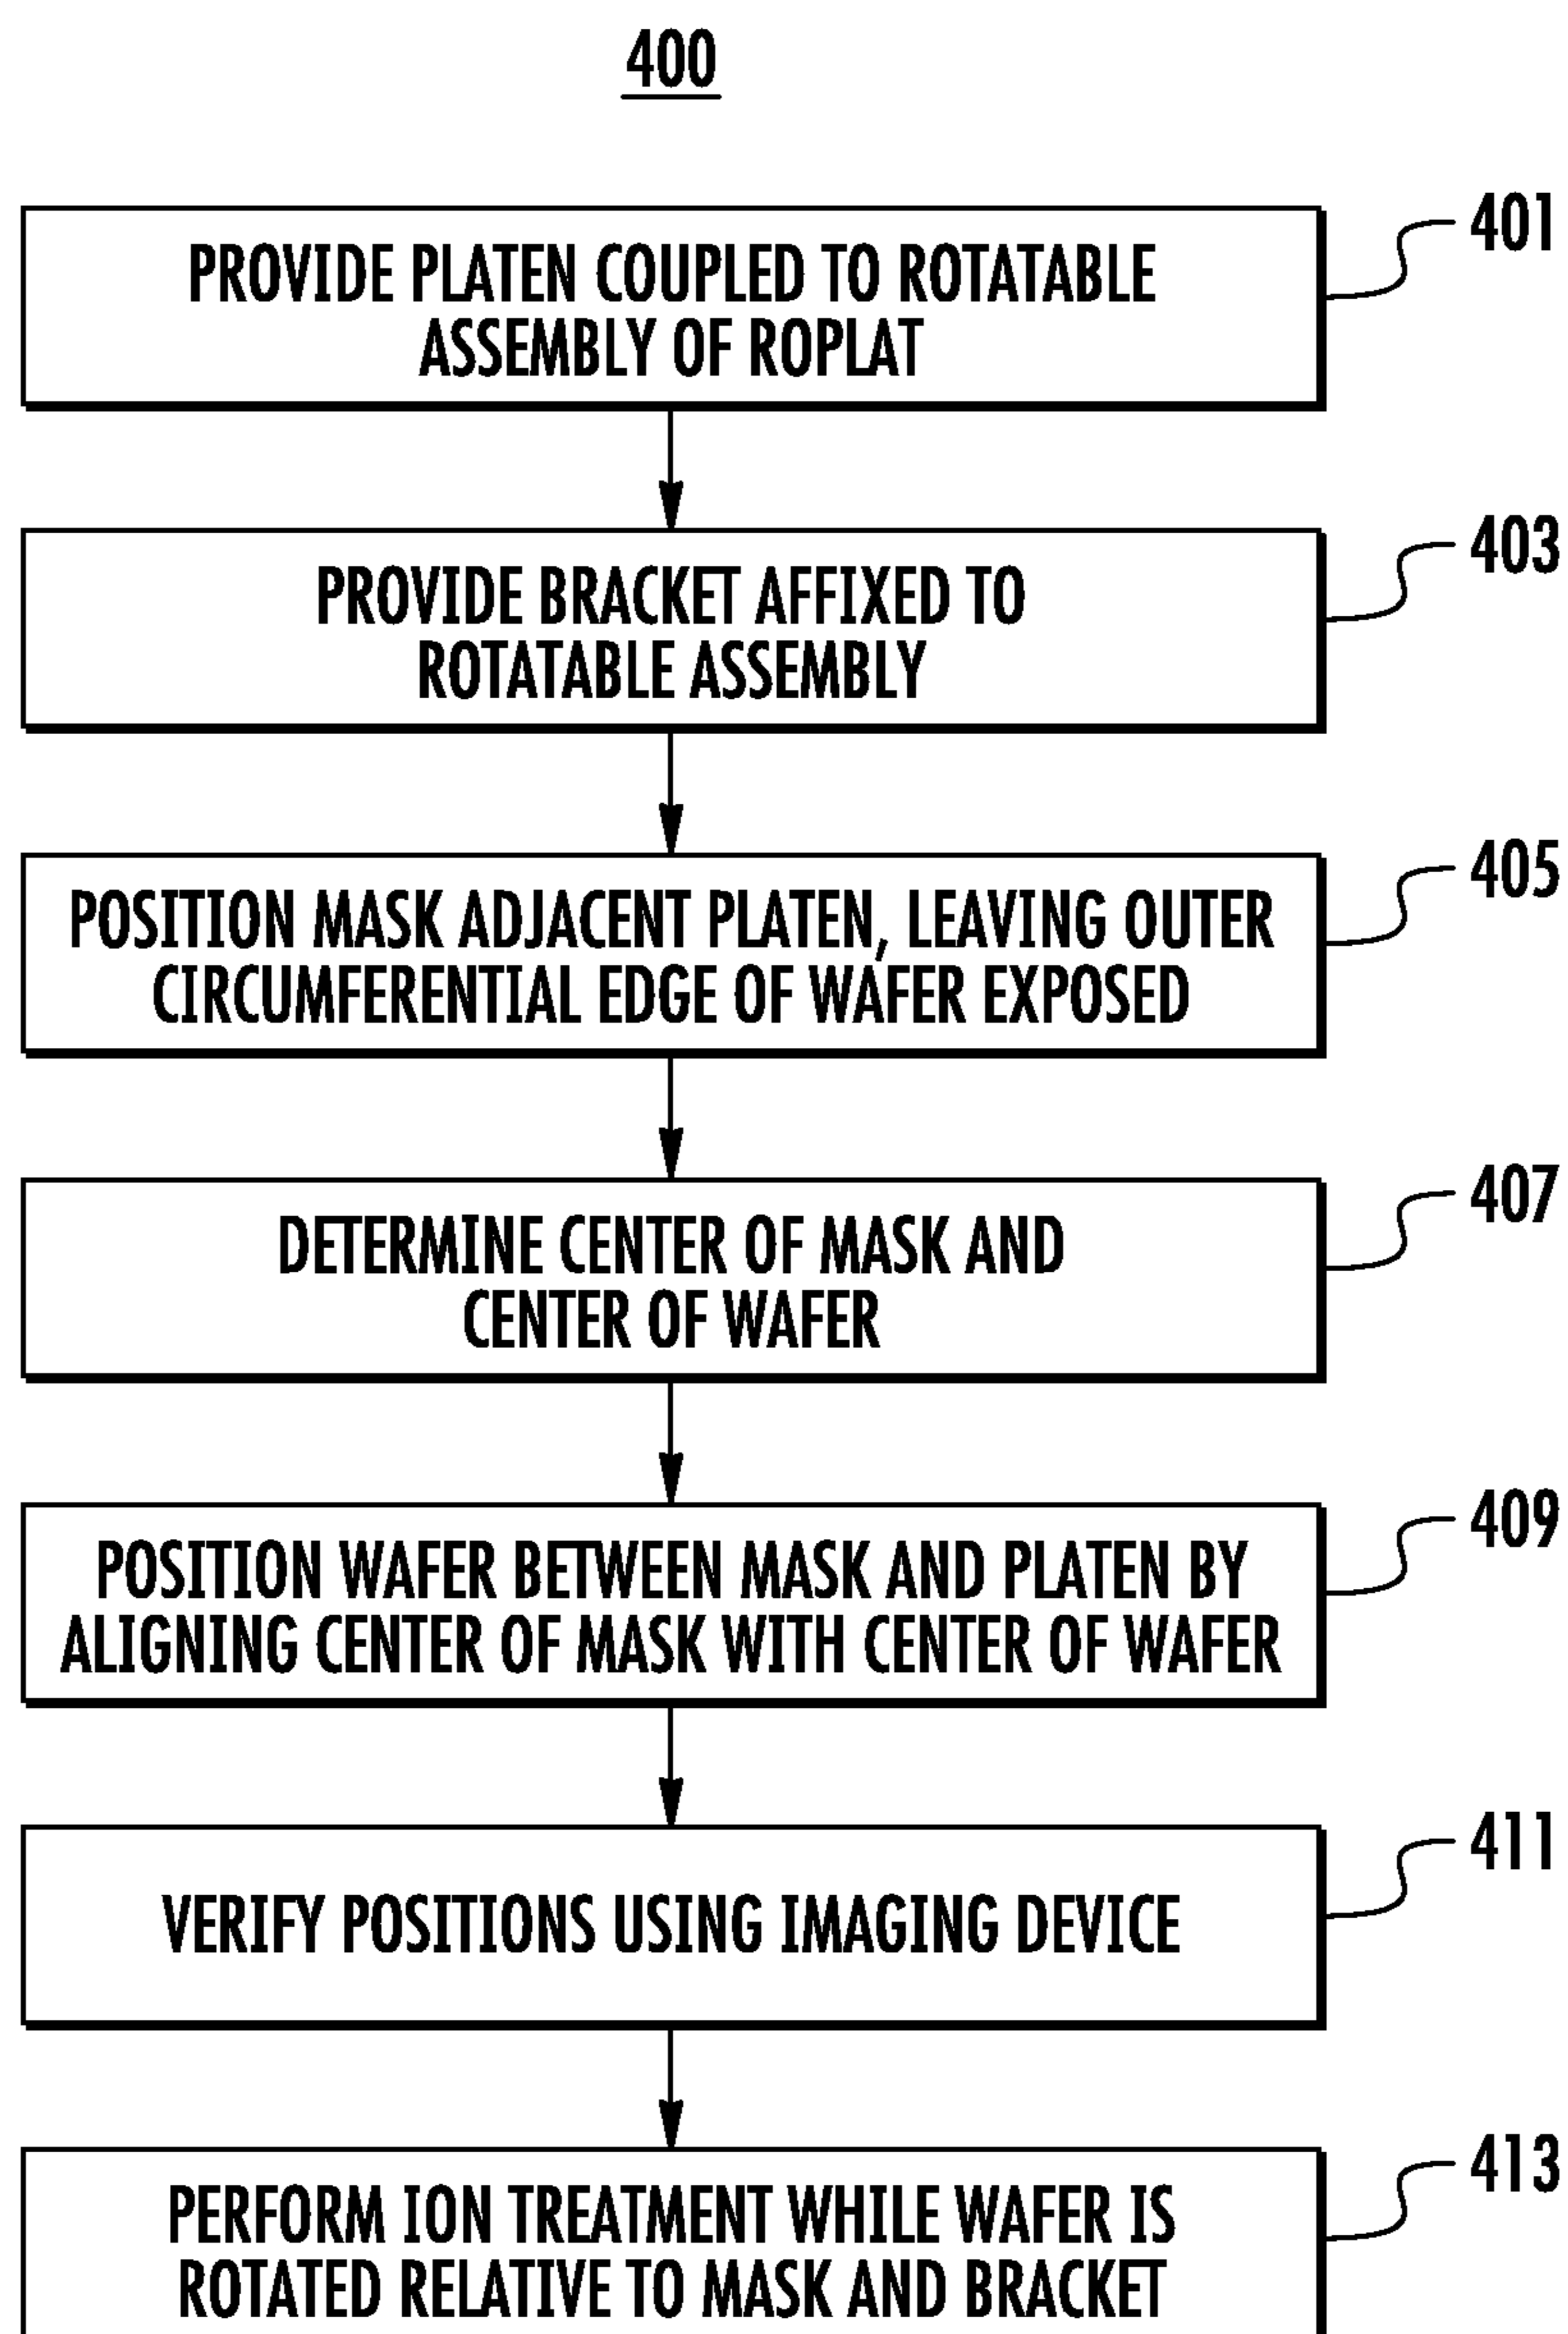 400
401
PROVIDE PLATEN COUPLED TO ROTATABLE
ASSEMBLY OF ROPLAT
403
PROVIDE BRACKET AFFIXED TO
ROTATABLE ASSEMBLY
405
POSITION MASK ADJACENT PLATEN, LEAVING OUTER
CIRCUMFERENTIAL EDGE OF WAFER EXPOSED
407
DETERMINE CENTER OF MASK AND
CENTER OF WAFER
409
POSITION WAFER BETWEEN MASK AND PLATEN BY
ALIGNING CENTER OF MASK WITH CENTER OF WAFER
411
VERIFY POSITIONS USING IMAGING DEVICE
413
PERFORM ION TREATMENT WHILE WAFER IS
ROTATED RELATIVE TO MASK AND BRACKET